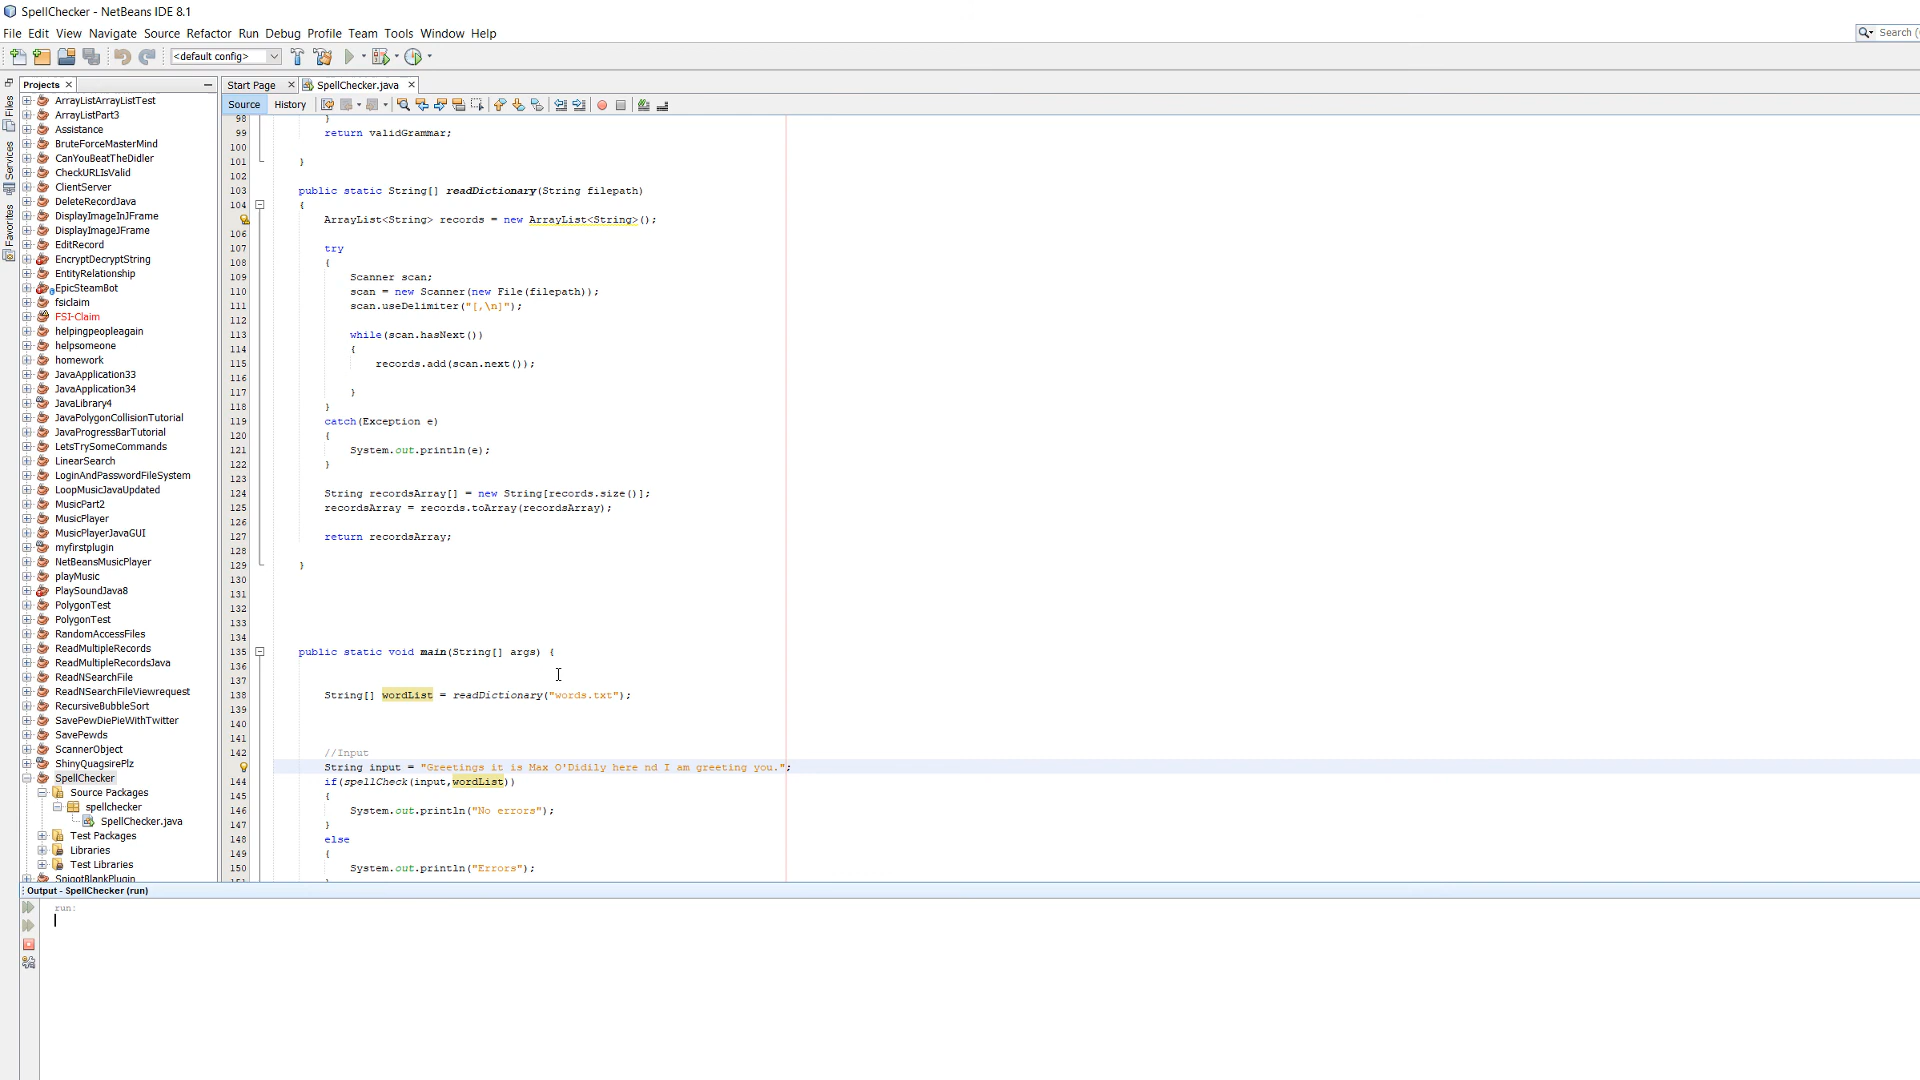 SpellChecker - NetBeans IDE 8.1
File Edit View Navigate Source Refactor Run Debug Profile Team Tools Window Help
Search (
<default config>
Projects
Start Page
SpellChecker.java
Source
History
Files
Services
Favorites
ArrayListArrayListTest
ArrayListPart3
Assistance
BruteForceMasterMind
CanYouBeatTheDidler
CheckURLIsValid
ClientServer
DeleteRecordJava
DisplayImageInJFrame
DisplayImageJFrame
EditRecord
EncryptDecryptString
EntityRelationship
EpicSteamBot
fsiclaim
FSI-Claim
helpingpeopleagain
helpsomeone
homework
JavaApplication33
JavaApplication34
JavaLibrary4
JavaPolygonCollisionTutorial
JavaProgressBarTutorial
LetsTrySomeCommands
LinearSearch
LoginAndPasswordFileSystem
LoopMusicJavaUpdated
MusicPart2
MusicPlayer
MusicPlayerJavaGUI
myfirstplugin
NetBeansMusicPlayer
playMusic
PlaySoundJava8
PolygonTest
PolygonTest
RandomAccessFiles
ReadMultipleRecords
ReadMultipleRecordsJava
ReadNSearchFile
ReadNSearchFileViewrequest
RecursiveBubbleSort
SavePewDiePieWithTwitter
SavePewds
ScannerObject
ShinyQuagsirePlz
SpellChecker
Source Packages
spellchecker
SpellChecker.java
Test Packages
Libraries
Test Libraries
SpigotBlankPlugin
98 }
99 return validGrammar;
100
101 }
102
103 public static String[] readDictionary(String filepath)
104 {
ArrayList<String> records = new ArrayList<String>();
106
107 try
108 {
109 Scanner scan;
110 scan = new Scanner(new File(filepath));
111 scan.useDelimiter("[,\n]");
112
113 while(scan.hasNext())
114 {
115 records.add(scan.next());
116
117 }
118 }
119 catch(Exception e)
120 {
121 System.out.println(e);
122 }
123
124 String recordsArray[] = new String[records.size()];
125 recordsArray = records.toArray(recordsArray);
126
127 return recordsArray;
128
129 }
130
131
132
133
134
135 public static void main(String[] args) {
136
137
138 String[] wordList = readDictionary("words.txt");
139
140
141
142 //Input
String input = "Greetings it is Max O'Didily here nd I am greeting you.";
144 if(spellCheck(input,wordList))
145 {
146 System.out.println("No errors");
147 }
148 else
149 {
150 System.out.println("Errors");
Output - SpellChecker (run)
run: